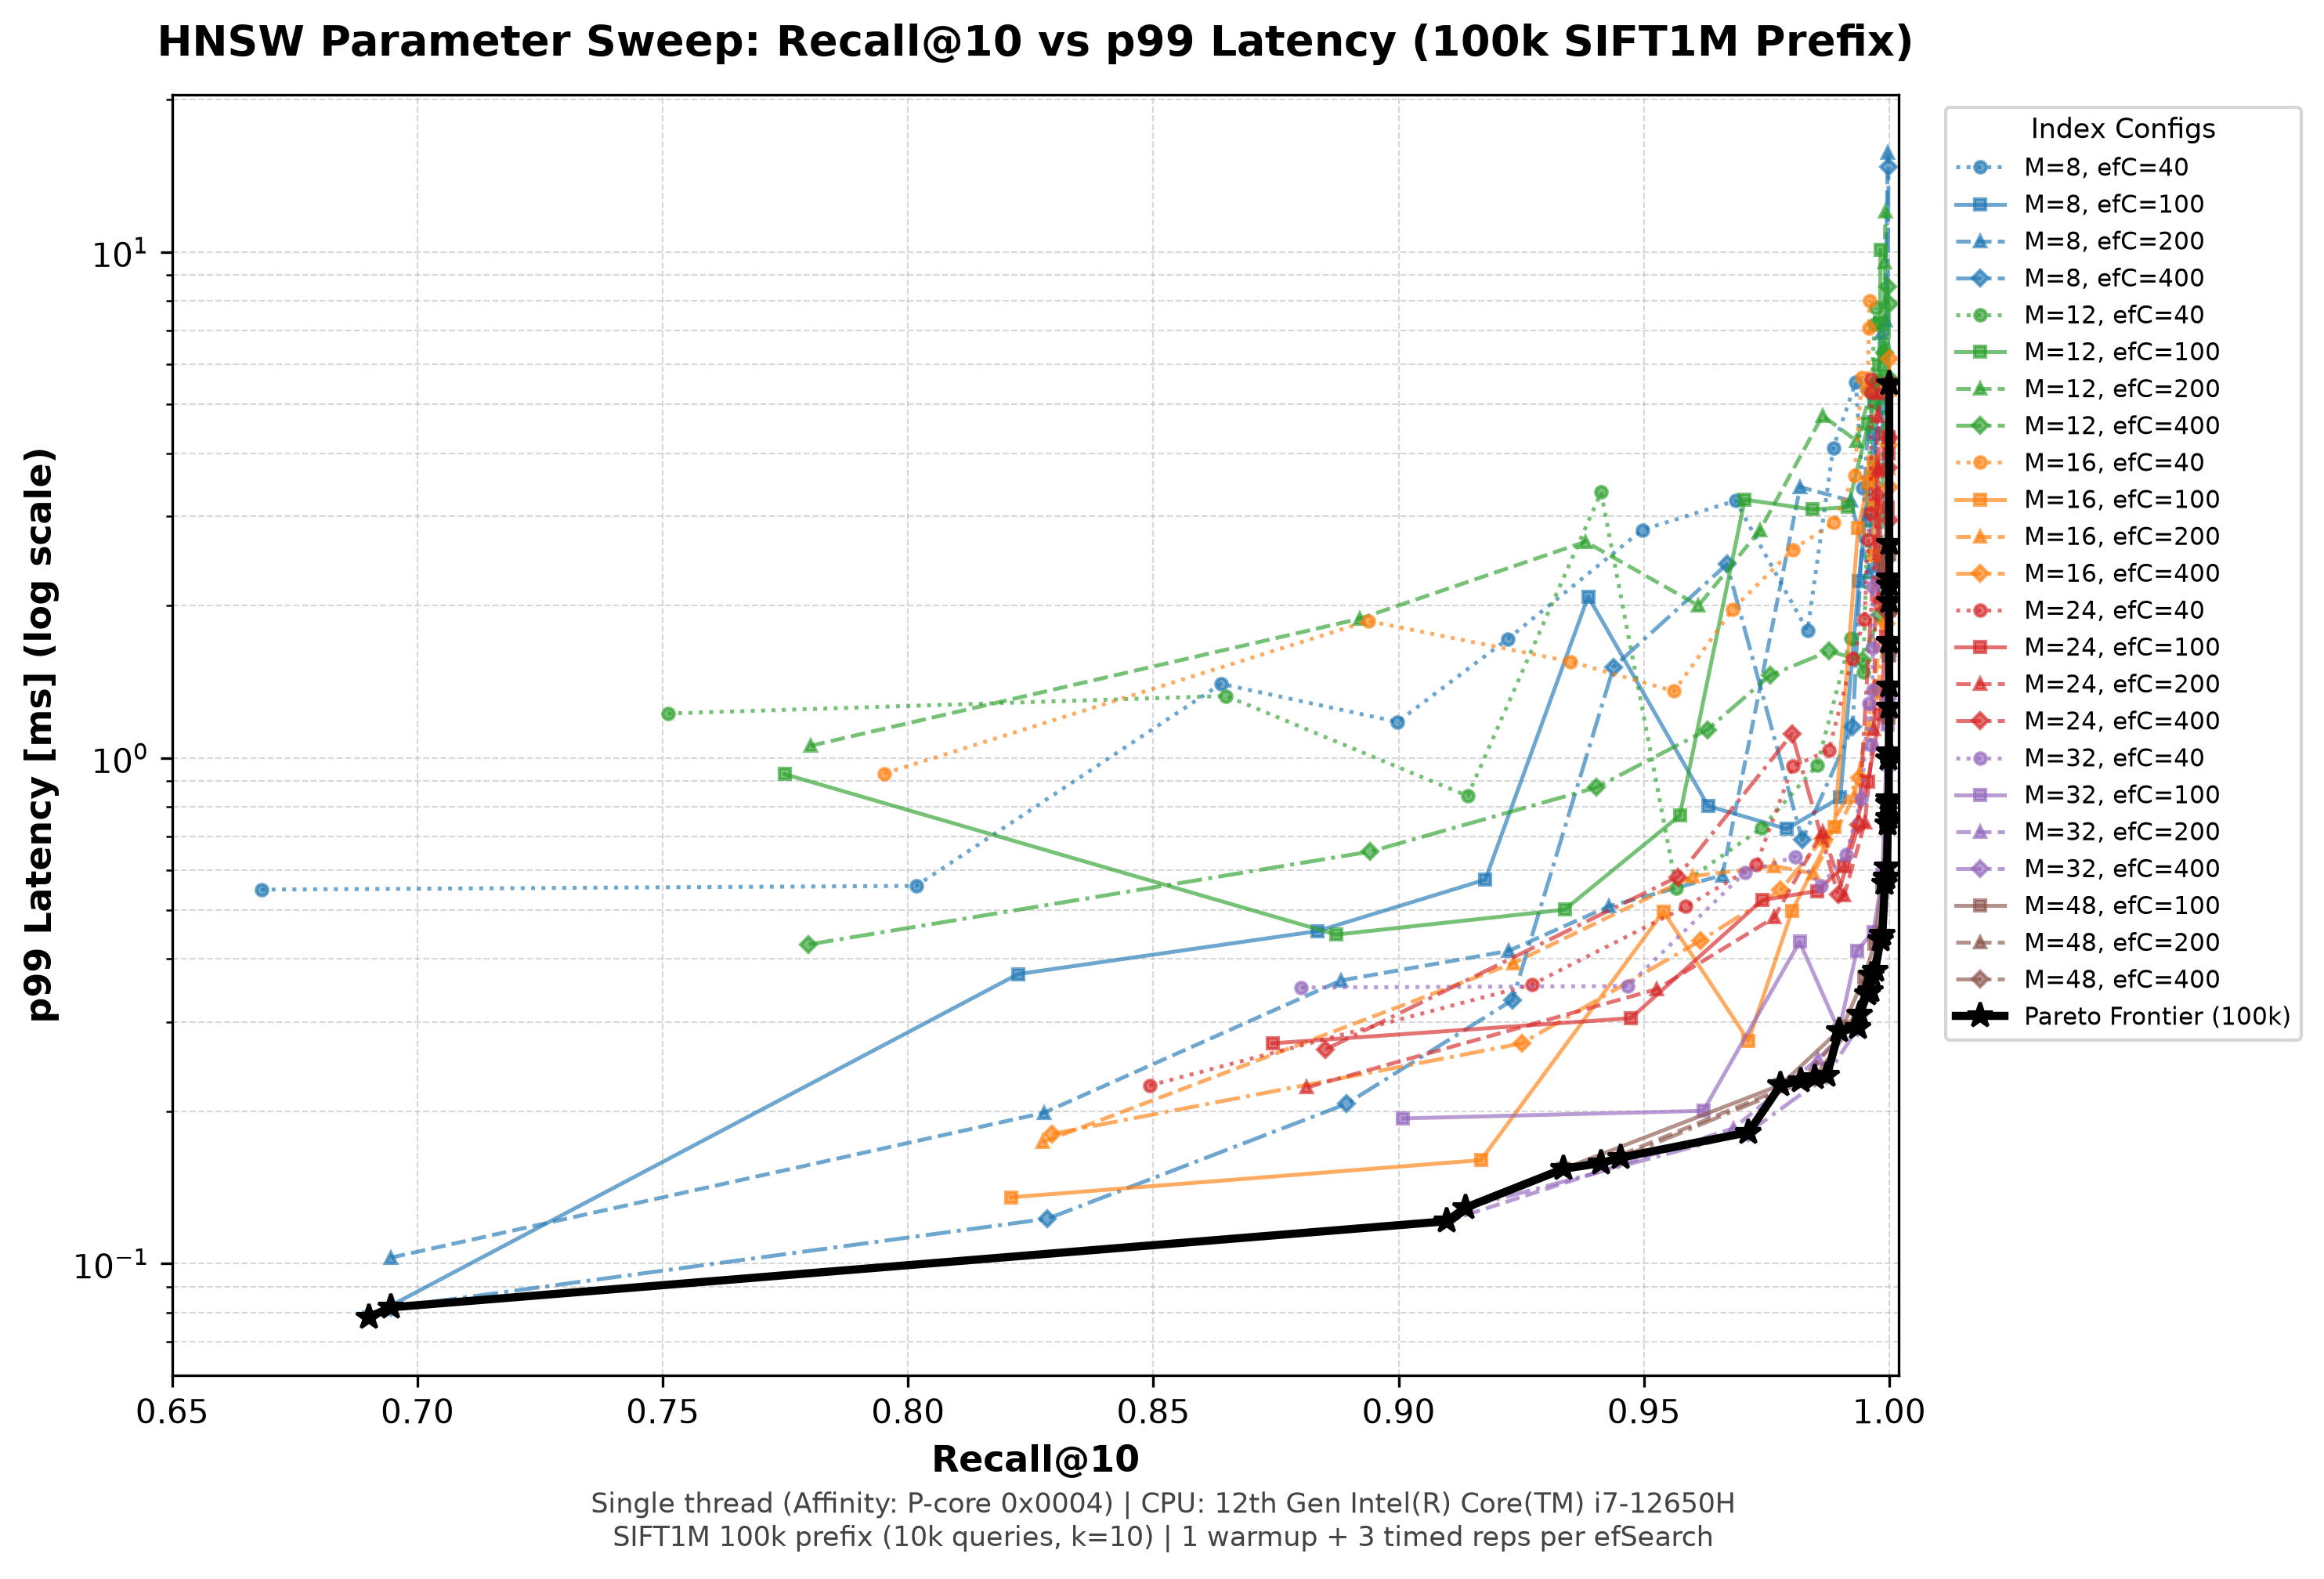 HNSW Parameter Sweep: Recall@10 vs p99 Latency (100k SIFT1M Prefix)
p99 Latency [ms] (log scale)
10¹
10⁰
10⁻¹
0.65 0.70 0.75 0.80 0.85 0.90 0.95 1.00
Recall@10
Single thread (Affinity: P-core 0x0004) | CPU: 12th Gen Intel(R) Core(TM) i7-12650H
SIFT1M 100k prefix (10k queries, k=10) | 1 warmup + 3 timed reps per efSearch
Index Configs
M=8, efC=40
M=8, efC=100
M=8, efC=200
M=8, efC=400
M=12, efC=40
M=12, efC=100
M=12, efC=200
M=12, efC=400
M=16, efC=40
M=16, efC=100
M=16, efC=200
M=16, efC=400
M=24, efC=40
M=24, efC=100
M=24, efC=200
M=24, efC=400
M=32, efC=40
M=32, efC=100
M=32, efC=200
M=32, efC=400
M=48, efC=100
M=48, efC=200
M=48, efC=400
Pareto Frontier (100k)